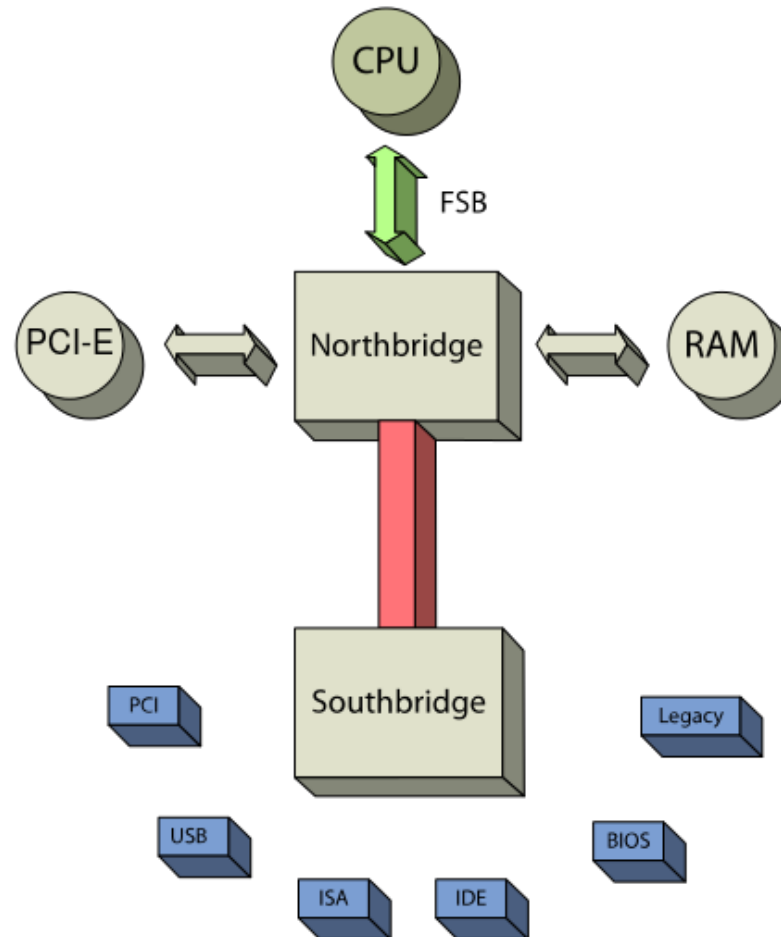 CPU
FSB
PCI-E
Northbridge
RAM
Southbridge
PCI
Legacy
USB
BIOS
ISA
IDE